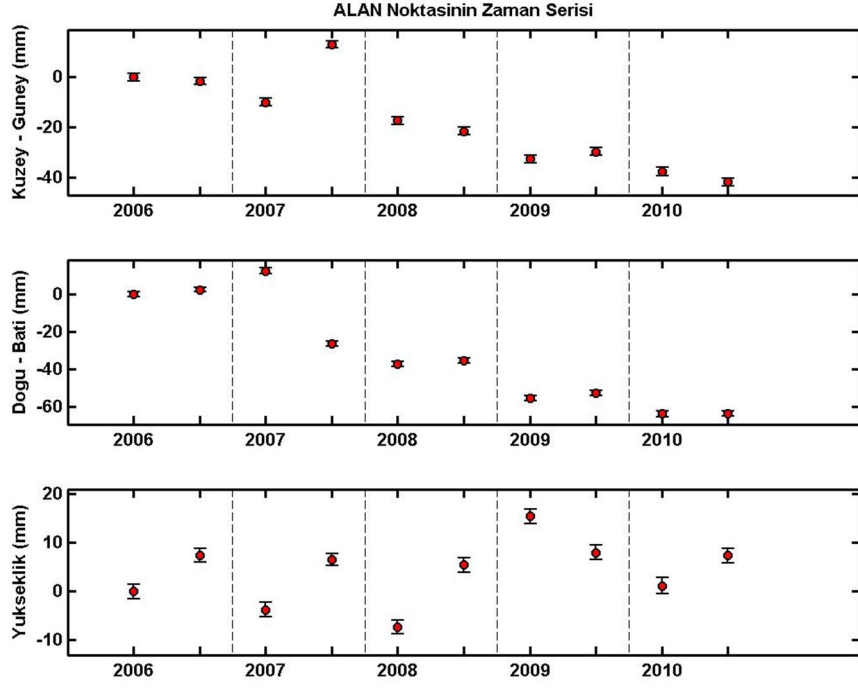 ALAN Noktasinin Zaman Serisi
Kuzey - Guney (mm)
0
-20
-40
2006 2007 2008 2009 2010
Dogu - Bati (mm)
0
-20
-40
-60
2006 2007 2008 2009 2010
Yukseklik (mm)
20
10
0
-10
2006 2007 2008 2009 2010